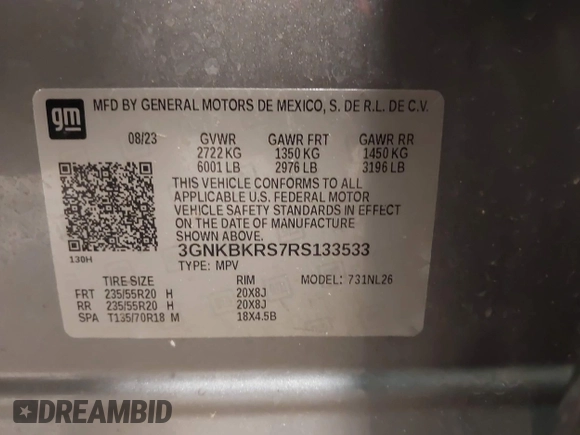 gm
MFD BY GENERAL MOTORS DE MEXICO, S. DE R.L. DE C.V.
08/23 GVWR GAWR FRT GAWR RR
2722 KG 1350 KG 1450 KG
6001 LB 2976 LB 3196 LB
THIS VEHICLE CONFORMS TO ALL
APPLICABLE U.S. FEDERAL MOTOR
VEHICLE SAFETY STANDARDS IN EFFECT
ON THE DATE OF MANUFACTURE
SHOWN ABOVE.
130H
3GNKBKRS7RS133533
TYPE: MPV
TIRE-SIZE RIM MODEL: 731NL26
FRT 235/55R20 H 20X8J
RR 235/55R20 H 20X8J
SPA T135/70R18 M 18X4.5B
DREAMBID